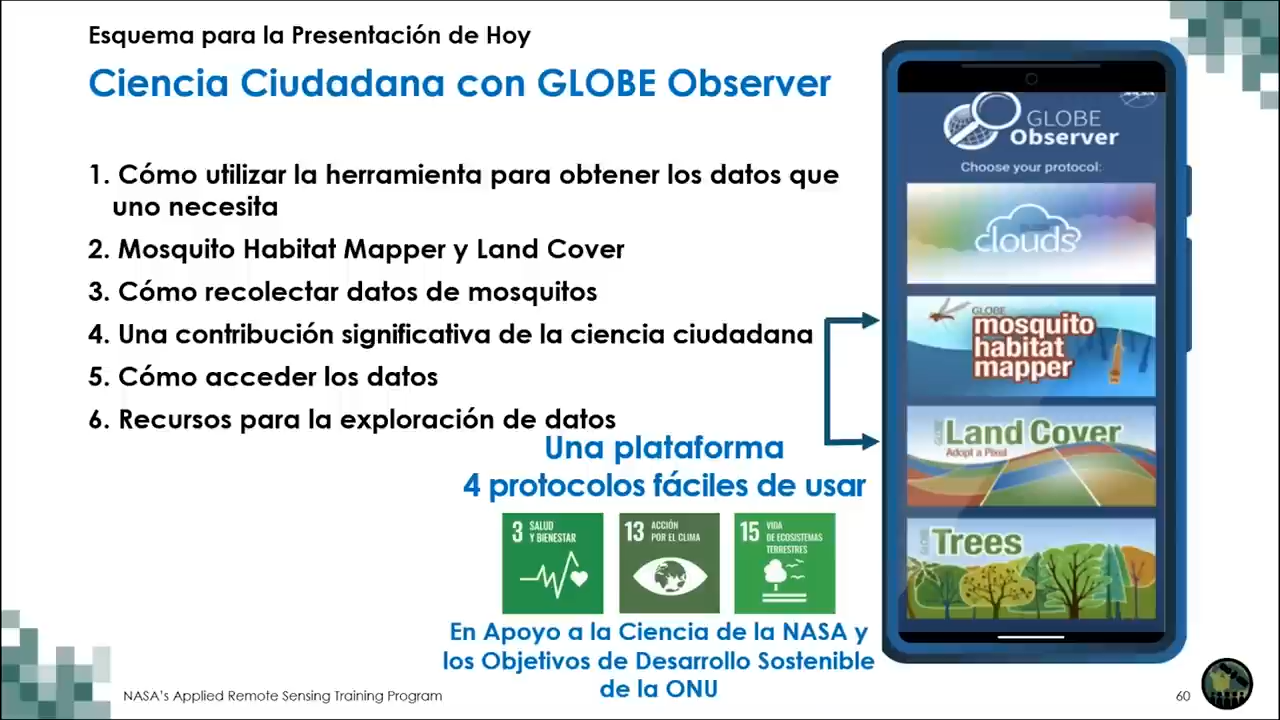 Esquema para la Presentación de Hoy
Ciencia Ciudadana con GLOBE Observer
1. Cómo utilizar la herramienta para obtener los datos que
uno necesita
2. Mosquito Habitat Mapper y Land Cover
3. Cómo recolectar datos de mosquitos
4. Una contribución significativa de la ciencia ciudadana
5. Cómo acceder los datos
6. Recursos para la exploración de datos
Una plataforma
4 protocolos fáciles de usar
3 SALUD
Y BIENESTAR
13 ACCIÓN
POR EL CLIMA
15 VIDA
DE ECOSISTEMAS
TERRESTRES
En Apoyo a la Ciencia de la NASA y
los Objetivos de Desarrollo Sostenible
de la ONU
GLOBE
Observer
Choose your protocol:
clouds
GLOBE
mosquito
habitat
mapper
GLOBE
Land Cover
Adopt a Pixel
GLOBE
Trees
NASA's Applied Remote Sensing Training Program
60